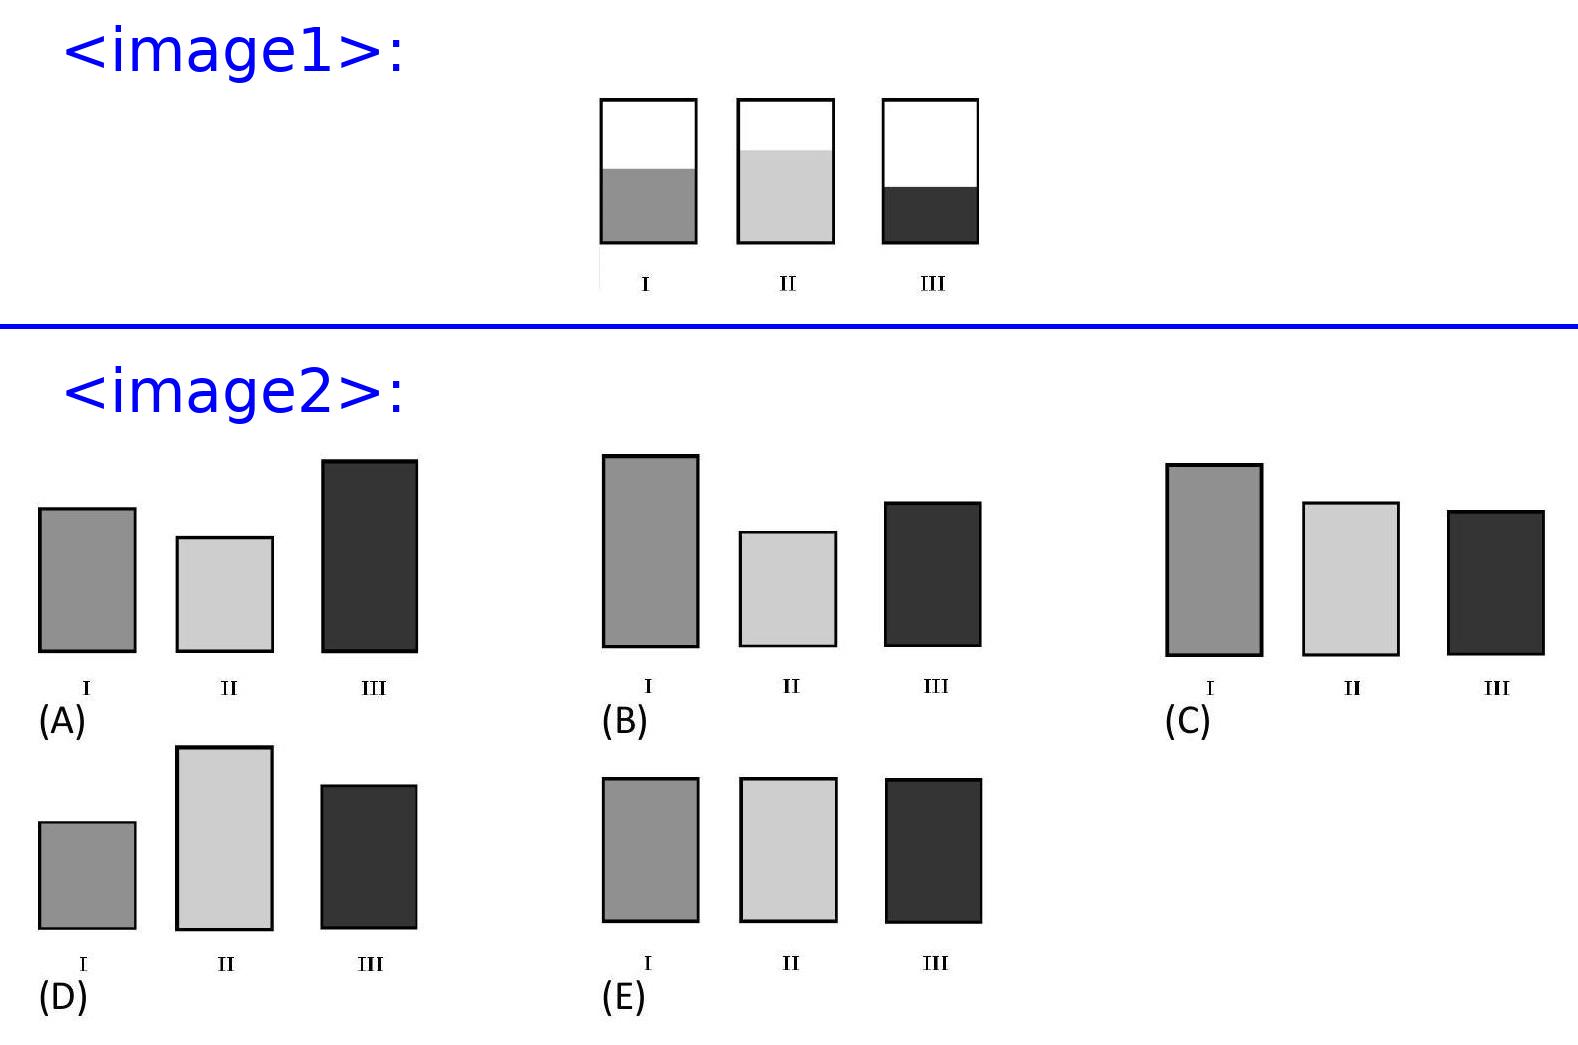 <image1>:
I II III
<image2>:
I II III I II III I II III
(A) (B) (C)
I II III I II III
(D) (E)